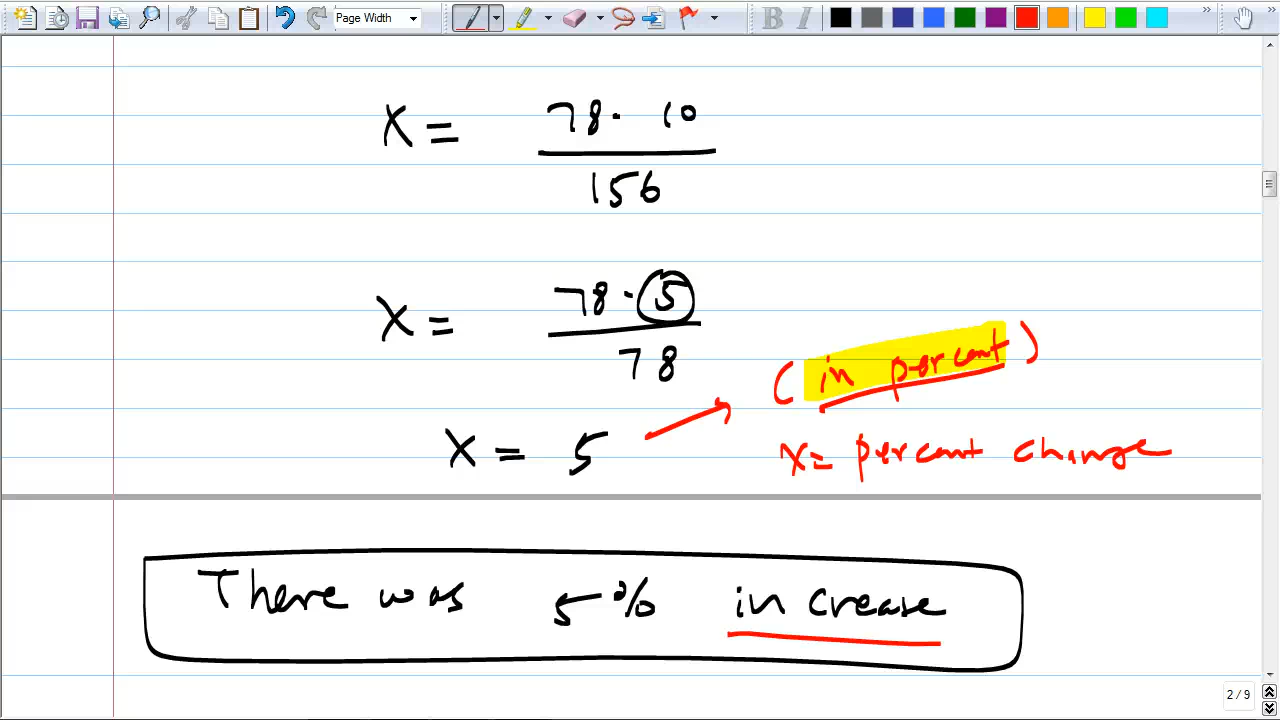 Page Width
B I U
X = 78 · 10
156
X = 78 · 5
78
(in percent)
X = 5
x = percent change
There was 5% increase
2 / 9